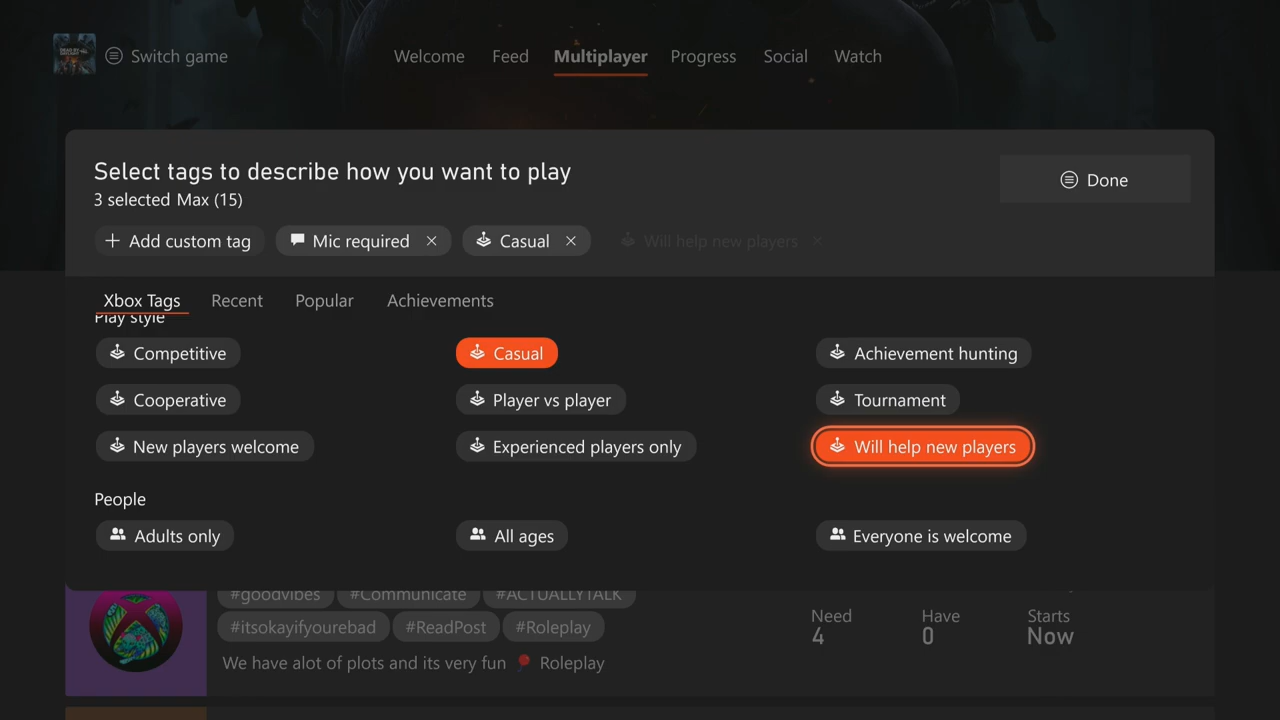 Switch game
Welcome Feed Multiplayer Progress Social Watch
Select tags to describe how you want to play
3 selected Max (15)
Done
Add custom tag Mic required Casual Will help new players
Xbox Tags Recent Popular Achievements
Play style
Competitive Casual Achievement hunting
Cooperative Player vs player Tournament
New players welcome Experienced players only Will help new players
People
Adults only All ages Everyone is welcome
#goodvibes #Communicate #ACTUALLYTALK
#itsokayifyourebad #ReadPost #Roleplay
We have alot of plots and its very fun Roleplay
Need Have Starts
4 0 Now